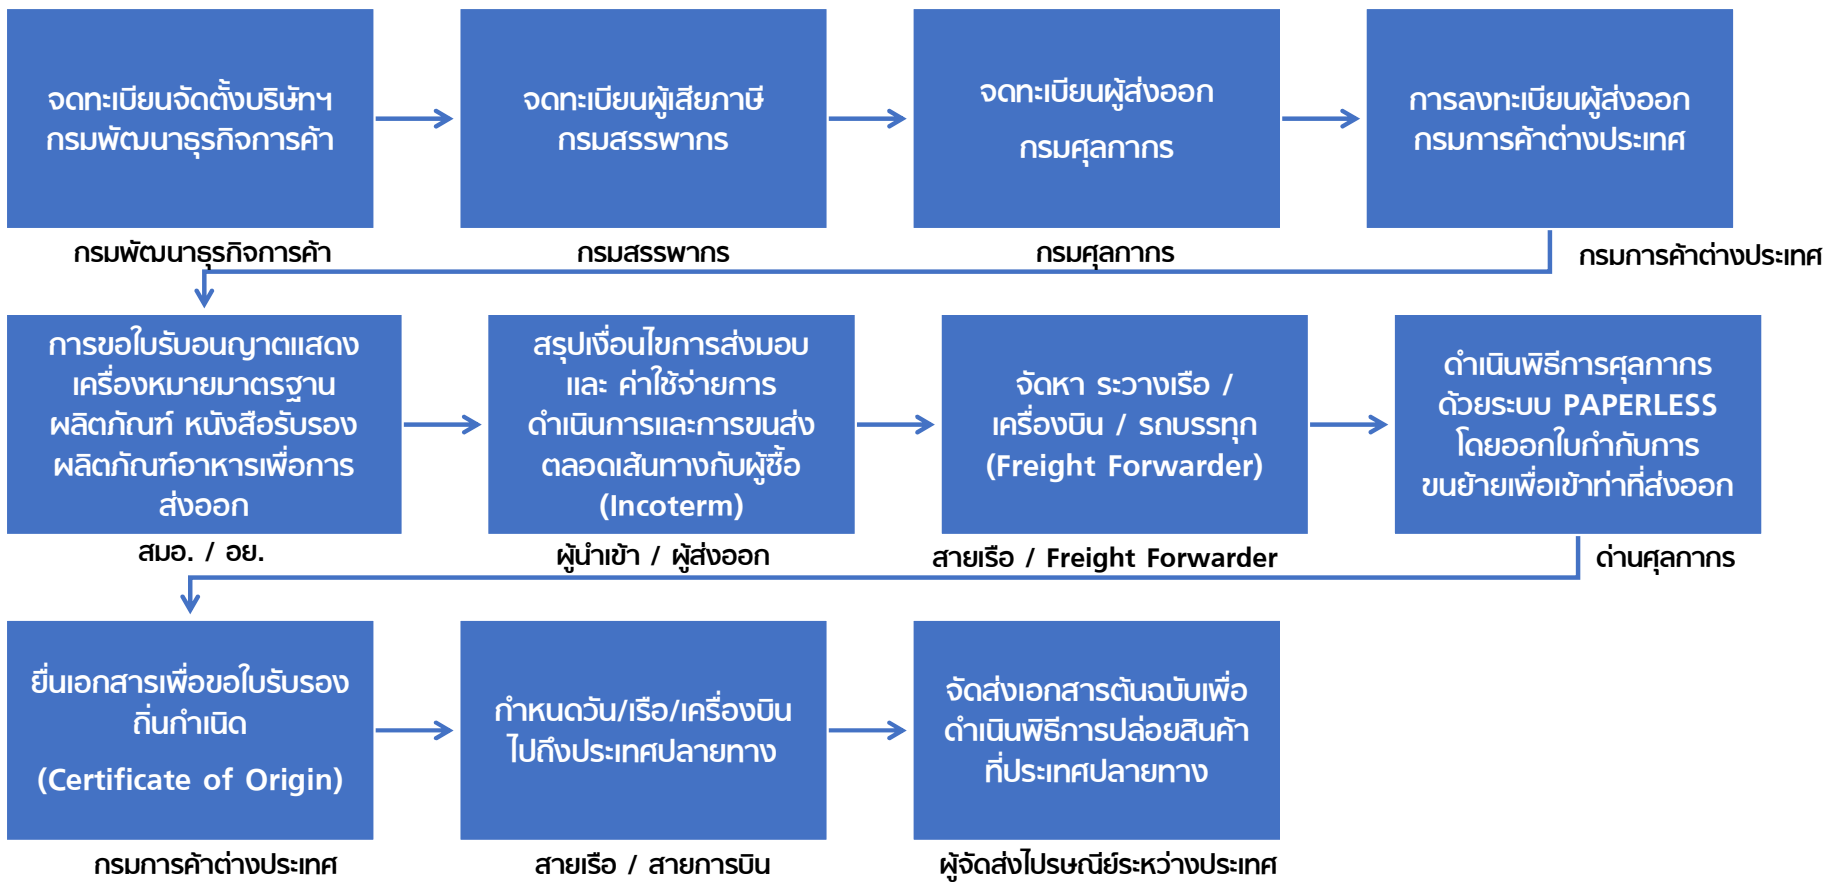 จดทะเบียนจัดตั้งบริษัทฯ
กรมพัฒนาธุรกิจการค้า
กรมพัฒนาธุรกิจการค้า
จดทะเบียนผู้เสียภาษี
กรมสรรพากร
กรมสรรพากร
จดทะเบียนผู้ส่งออก
กรมศุลกากร
กรมศุลกากร
การลงทะเบียนผู้ส่งออก
กรมการค้าต่างประเทศ
กรมการค้าต่างประเทศ
การขอใบรับอนญาตแสดง
เครื่องหมายมาตรฐาน
ผลิตภัณฑ์ หนังสือรับรอง
ผลิตภัณฑ์อาหารเพื่อการ
ส่งออก
สมอ. / อย.
สรุปเงื่อนไขการส่งมอบ
และ ค่าใช้จ่ายการ
ดำเนินการและการขนส่ง
ตลอดเส้นทางกับผู้ซื้อ
(Incoterm)
ผู้นำเข้า / ผู้ส่งออก
จัดหา ระวางเรือ /
เครื่องบิน / รถบรรทุก
(Freight Forwarder)
สายเรือ / Freight Forwarder
ดำเนินพิธีการศุลกากร
ด้วยระบบ PAPERLESS
โดยออกใบกำกับการ
ขนย้ายเพื่อเข้าท่าที่ส่งออก
ด่านศุลกากร
ยื่นเอกสารเพื่อขอใบรับรอง
ถิ่นกำเนิด
(Certificate of Origin)
กรมการค้าต่างประเทศ
กำหนดวัน/เรือ/เครื่องบิน
ไปถึงประเทศปลายทาง
สายเรือ / สายการบิน
จัดส่งเอกสารต้นฉบับเพื่อ
ดำเนินพิธีการปล่อยสินค้า
ที่ประเทศปลายทาง
ผู้จัดส่งไปรษณีย์ระหว่างประเทศ